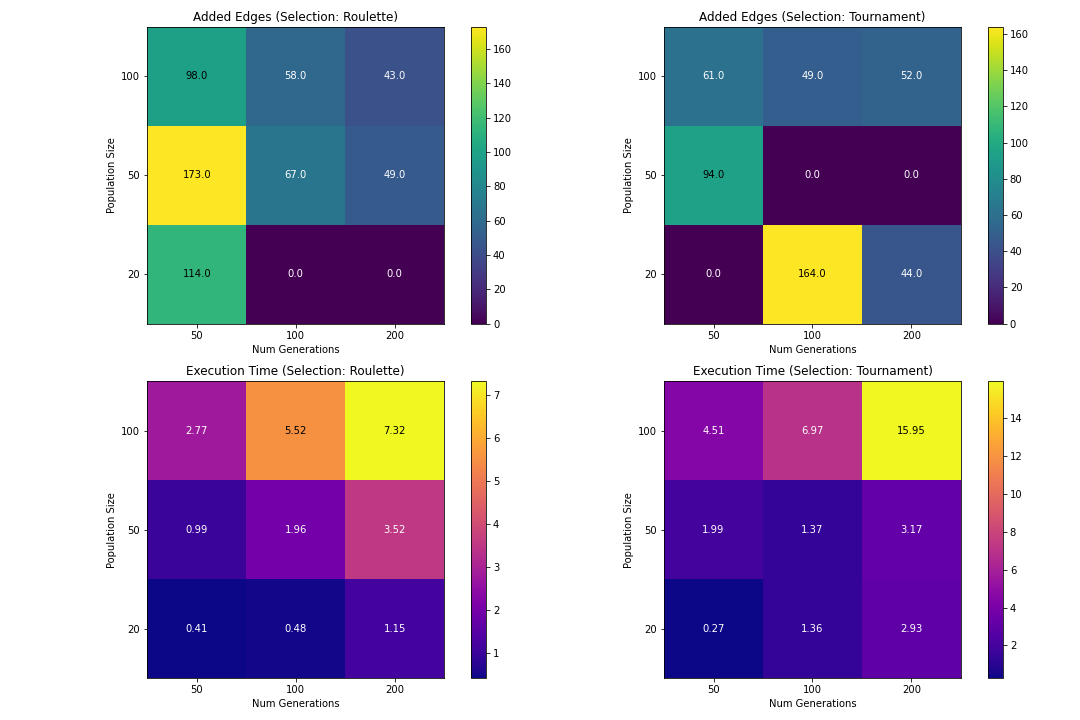 Added Edges (Selection: Roulette)
Population Size
100
50
20
98.0 58.0 43.0
173.0 67.0 49.0
114.0 0.0 0.0
50 100 200
Num Generations
160
140
120
100
80
60
40
20
0
Added Edges (Selection: Tournament)
Population Size
100
50
20
61.0 49.0 52.0
94.0 0.0 0.0
0.0 164.0 44.0
50 100 200
Num Generations
160
140
120
100
80
60
40
20
0
Execution Time (Selection: Roulette)
Population Size
100
50
20
2.77 5.52 7.32
0.99 1.96 3.52
0.41 0.48 1.15
50 100 200
Num Generations
7
6
5
4
3
2
1
Execution Time (Selection: Tournament)
Population Size
100
50
20
4.51 6.97 15.95
1.99 1.37 3.17
0.27 1.36 2.93
50 100 200
Num Generations
14
12
10
8
6
4
2